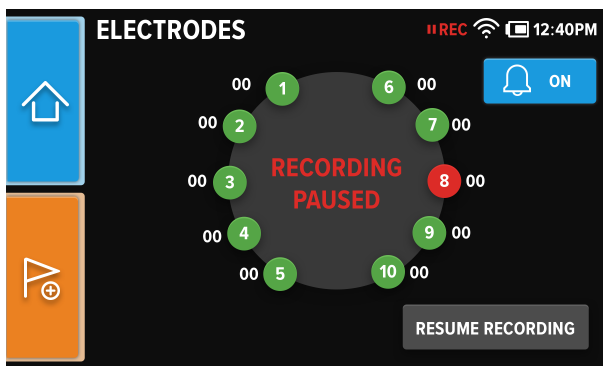 ELECTRODES
REC 12:40PM
ON
00 1 6 00
00 2 7 00
RECORDING
00 3 8 00
PAUSED
00 4 9 00
00 5 10 00
RESUME RECORDING